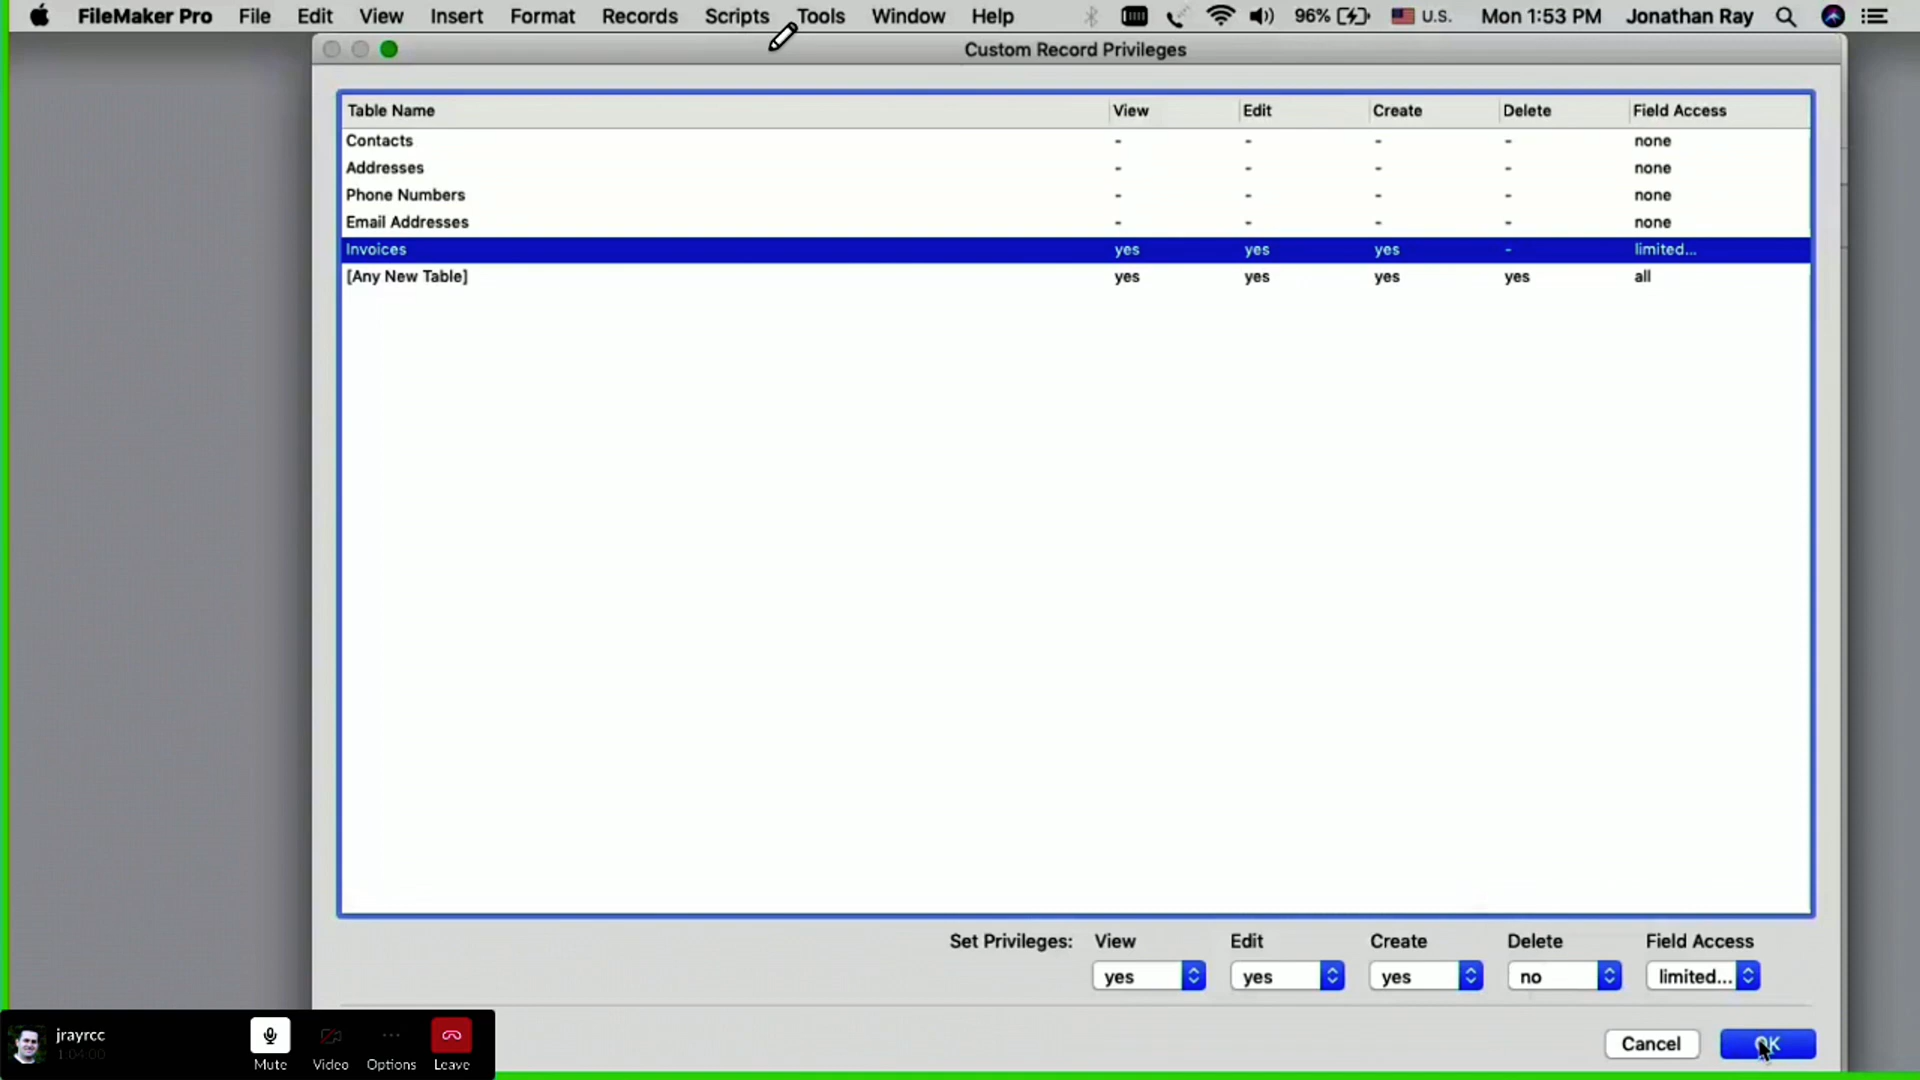 FileMaker Pro File Edit View Insert Format Records Scripts Tools Window Help 96% U.S. Mon 1:53 PM Jonathan Ray
Custom Record Privileges
Table Name View Edit Create Delete Field Access
Contacts - - - - none
Addresses - - - - none
Phone Numbers - - - - none
Email Addresses - - - - none
Invoices yes yes yes - limited...
[Any New Table] yes yes yes yes all
Set Privileges: View Edit Create Delete Field Access
yes yes yes no limited...
jrayrcc
1:04:00
Mute Video Options Leave
Cancel OK